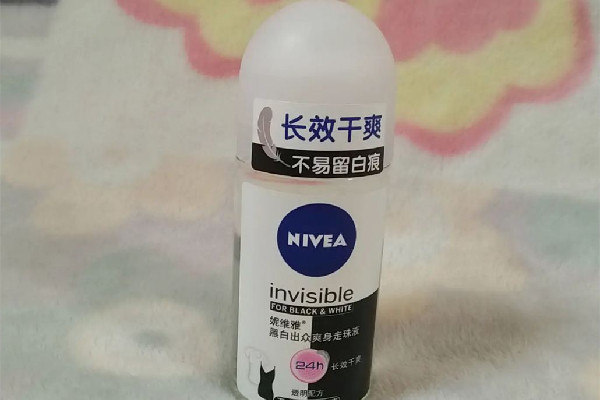 长效干爽
不易留白痕
NIVEA
invisible
FOR BLACK & WHITE
妮维雅®
黑白出众爽身走珠液
24h 长效干爽
透明配方